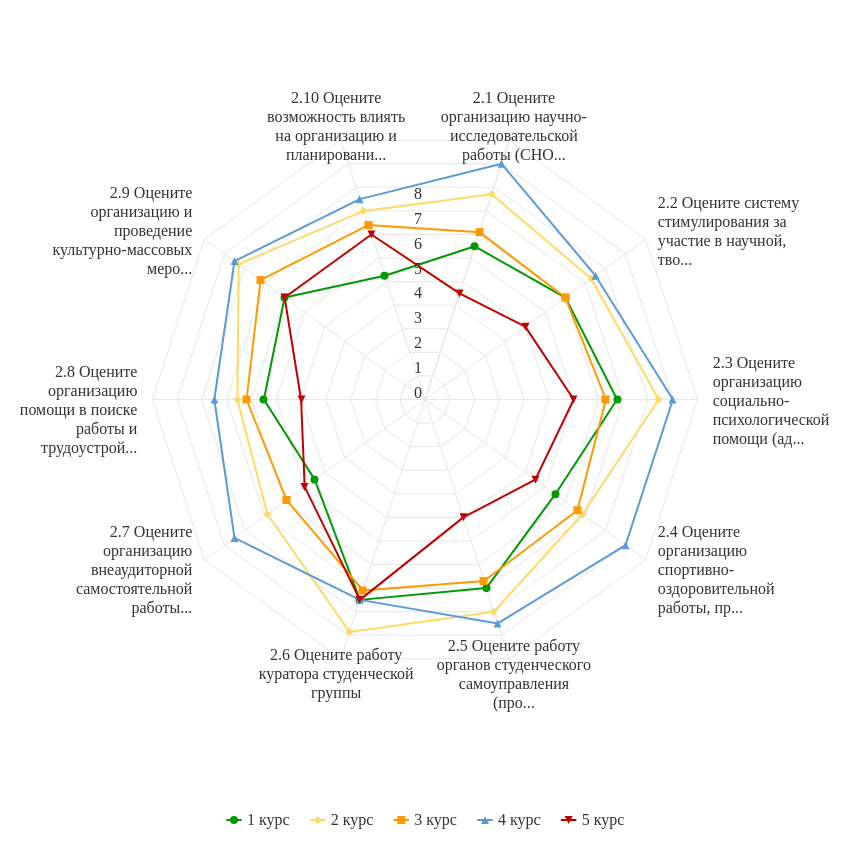 2.10 Оцените
возможность влиять
на организацию и
планировани...
2.1 Оцените
организацию научно-
исследовательской
работы (СНО...
2.2 Оцените систему
стимулирования за
участие в научной,
тво...
2.3 Оцените
организацию
социально-
психологической
помощи (ад...
2.4 Оцените
организацию
спортивно-
оздоровительной
работы, пр...
2.5 Оцените работу
органов студенческого
самоуправления
(про...
2.6 Оцените работу
куратора студенческой
группы
2.7 Оцените
организацию
внеаудиторной
самостоятельной
работы...
2.8 Оцените
организацию
помощи в поиске
работы и
трудоустрой...
2.9 Оцените
организацию и
проведение
культурно-массовых
меро...
8
7
6
5
4
3
2
1
0
1 курс
2 курс
3 курс
4 курс
5 курс